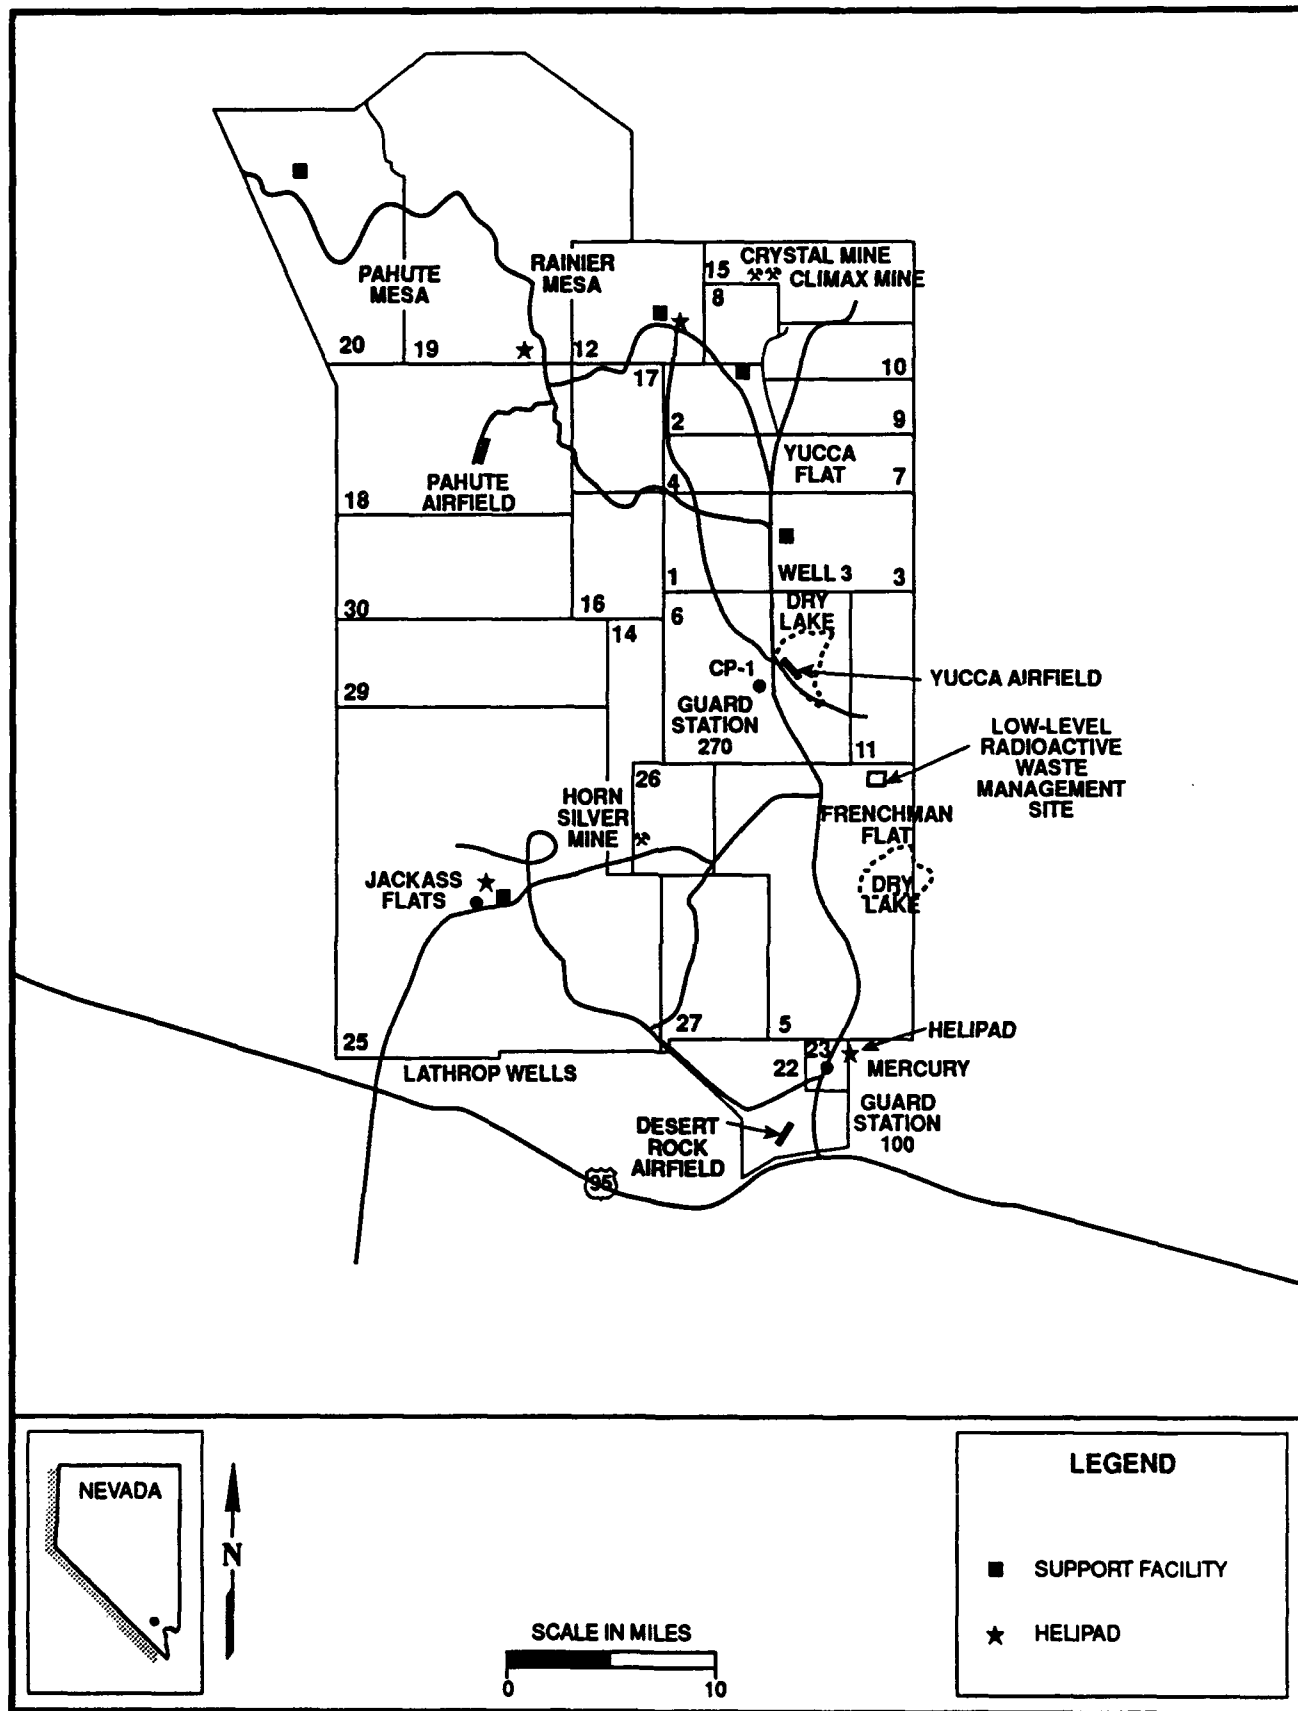 CRYSTAL MINE
CLIMAX MINE
15
8
RAINIER
MESA
PAHUTE
MESA
20
19
12
10
17
2
9
YUCCA
FLAT
7
4
PAHUTE
AIRFIELD
18
1
WELL 3
3
DRY
LAKE
30
16
6
14
CP-1
YUCCA AIRFIELD
29
GUARD
STATION
270
11
LOW-LEVEL
RADIOACTIVE
WASTE
MANAGEMENT
SITE
26
HORN
SILVER
MINE
FRENCHMAN
FLAT
JACKASS
FLATS
DRY
LAKE
25
27
5
HELIPAD
23
22
MERCURY
LATHROP WELLS
GUARD
STATION
100
DESERT
ROCK
AIRFIELD
95
NEVADA
N
SCALE IN MILES
0
10
LEGEND
SUPPORT FACILITY
HELIPAD